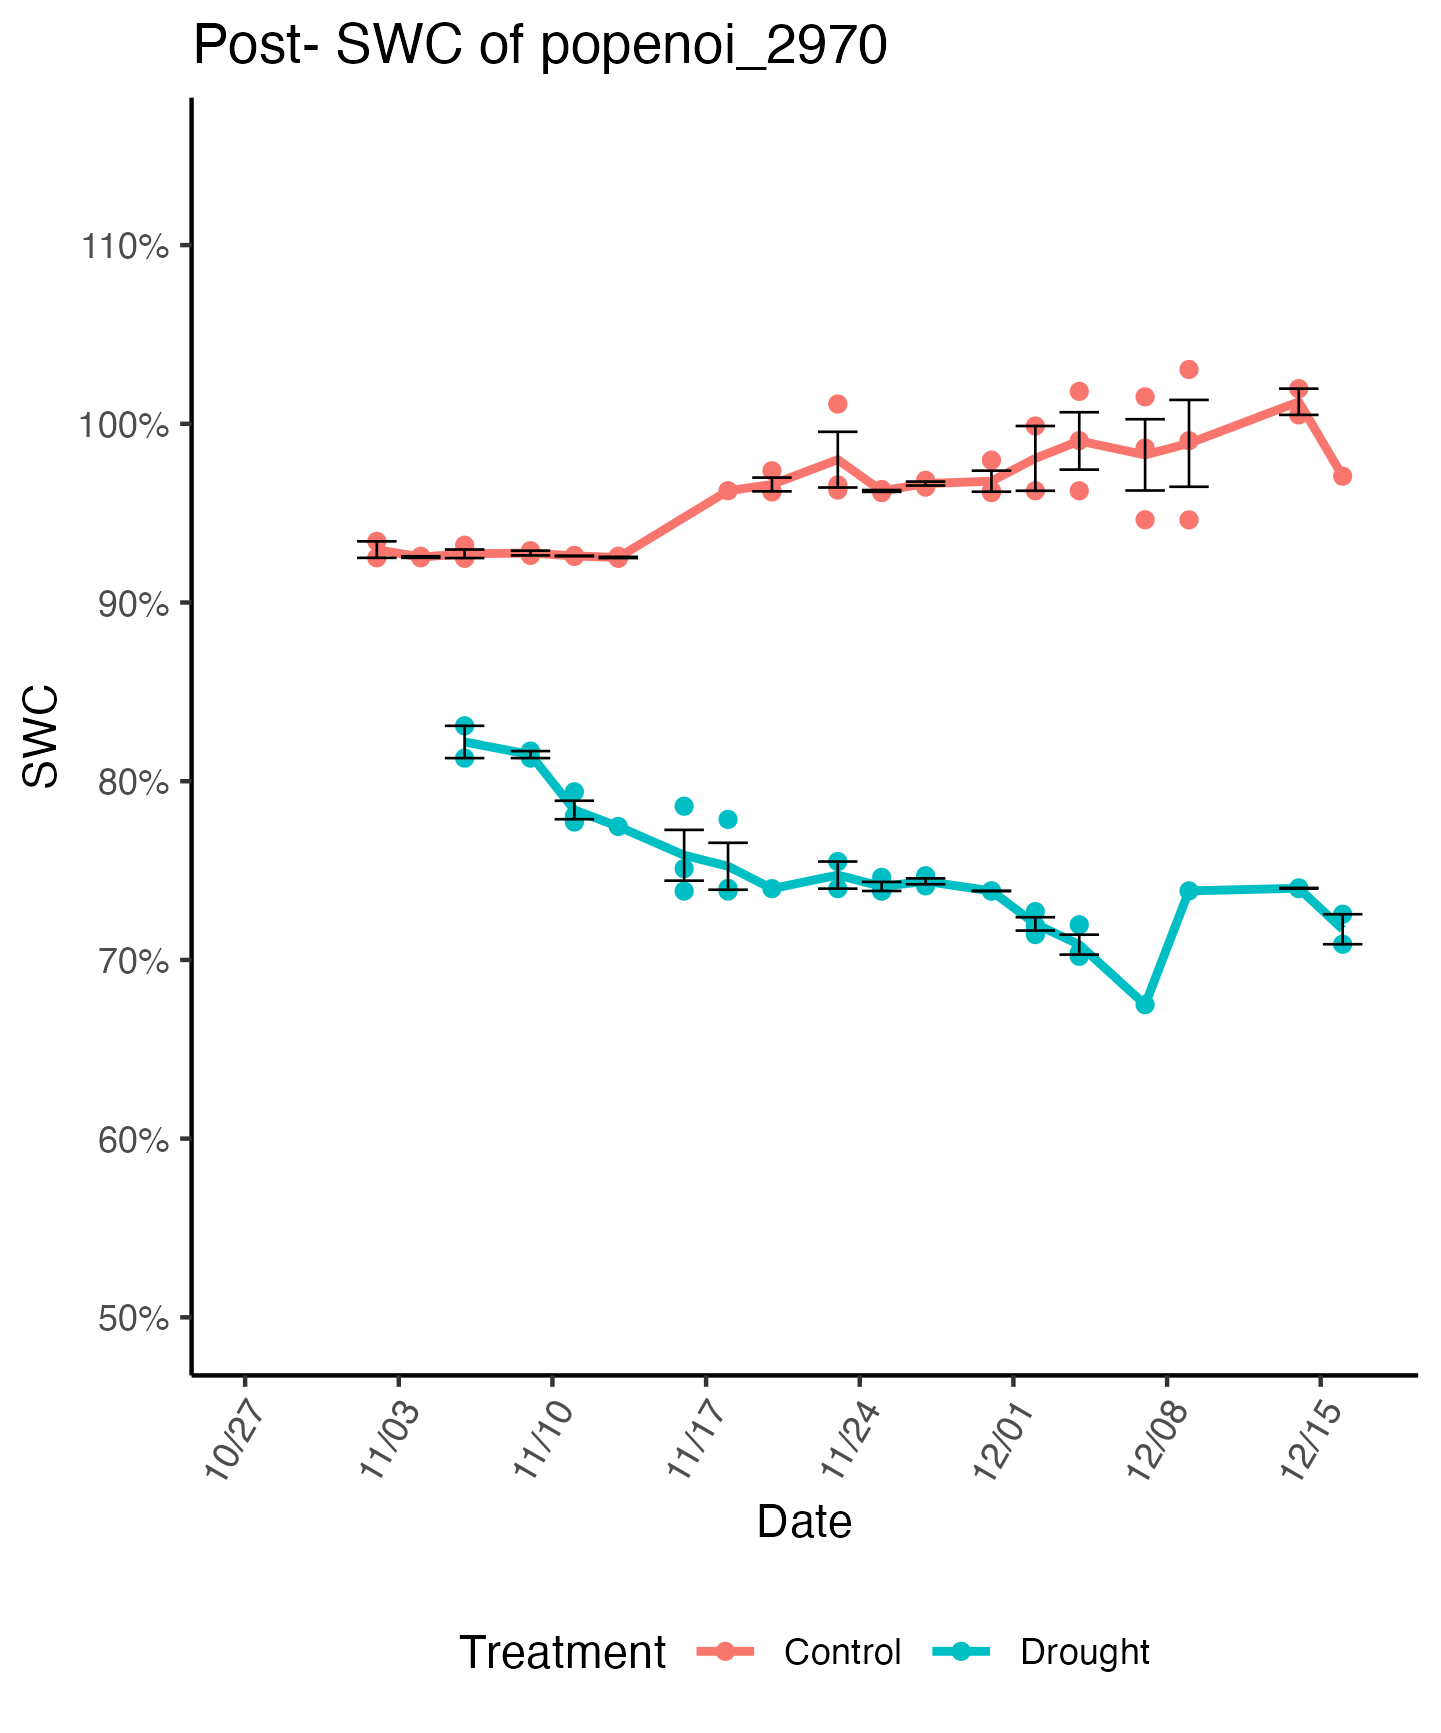 Post- SWC of popenoi_2970
110%
100%
90%
80%
70%
60%
50%
SWC
10/27 11/03 11/10 11/17 11/24 12/01 12/08 12/15
Date
Treatment Control Drought